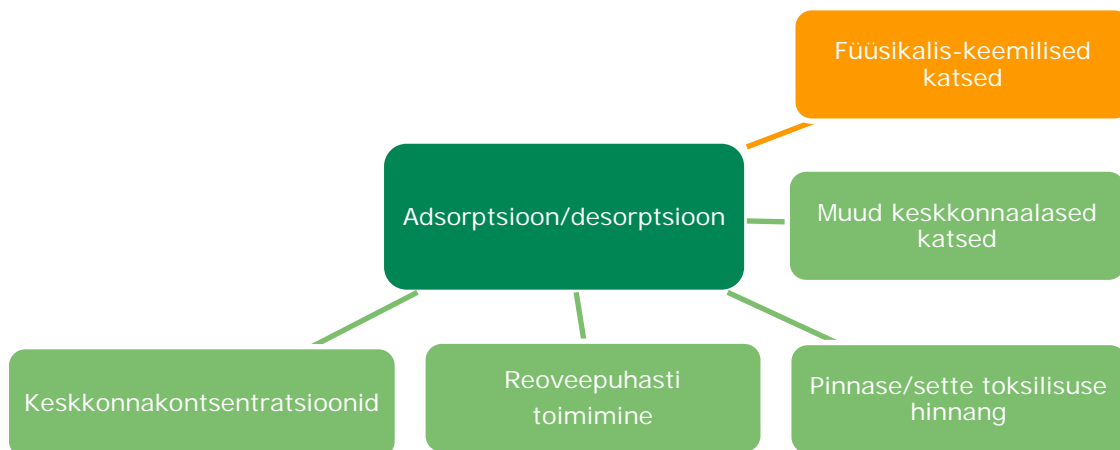 Füüsikalis-keemilised
katsed
Adsorptsioon/desorptsioon
Muud keskkonnaalased
katsed
Keskkonnakontsentratsioonid
Reoveepuhasti
toimimine
Pinnase/sette toksilisuse
hinnang